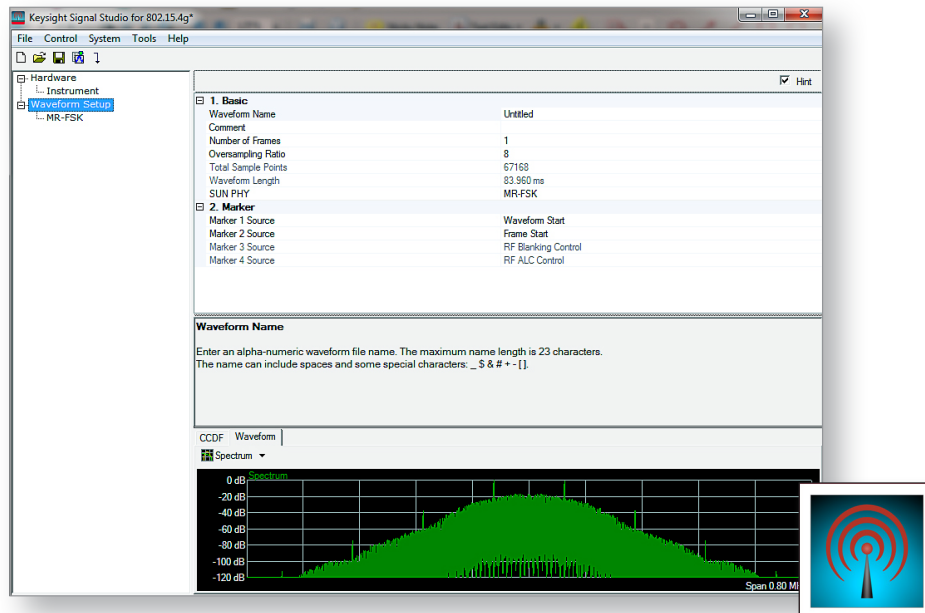 Keysight Signal Studio for 802.15.4g*
File Control System Tools Help
Hint
Hardware
Instrument
Waveform Setup
MR-FSK
1. Basic
Waveform Name Untitled
Comment
Number of Frames 1
Oversampling Ratio 8
Total Sample Points 67168
Waveform Length 83.960 ms
SUN PHY MR-FSK
2. Marker
Marker 1 Source Waveform Start
Marker 2 Source Frame Start
Marker 3 Source RF Blanking Control
Marker 4 Source RF ALC Control
Waveform Name
Enter an alpha-numeric waveform file name. The maximum name length is 23 characters.
The name can include spaces and some special characters: _ $ & # + - [ ].
CCDF Waveform
Spectrum
Spectrum
0 dB
-20 dB
-40 dB
-60 dB
-80 dB
-100 dB
-120 dB
Span 0.80